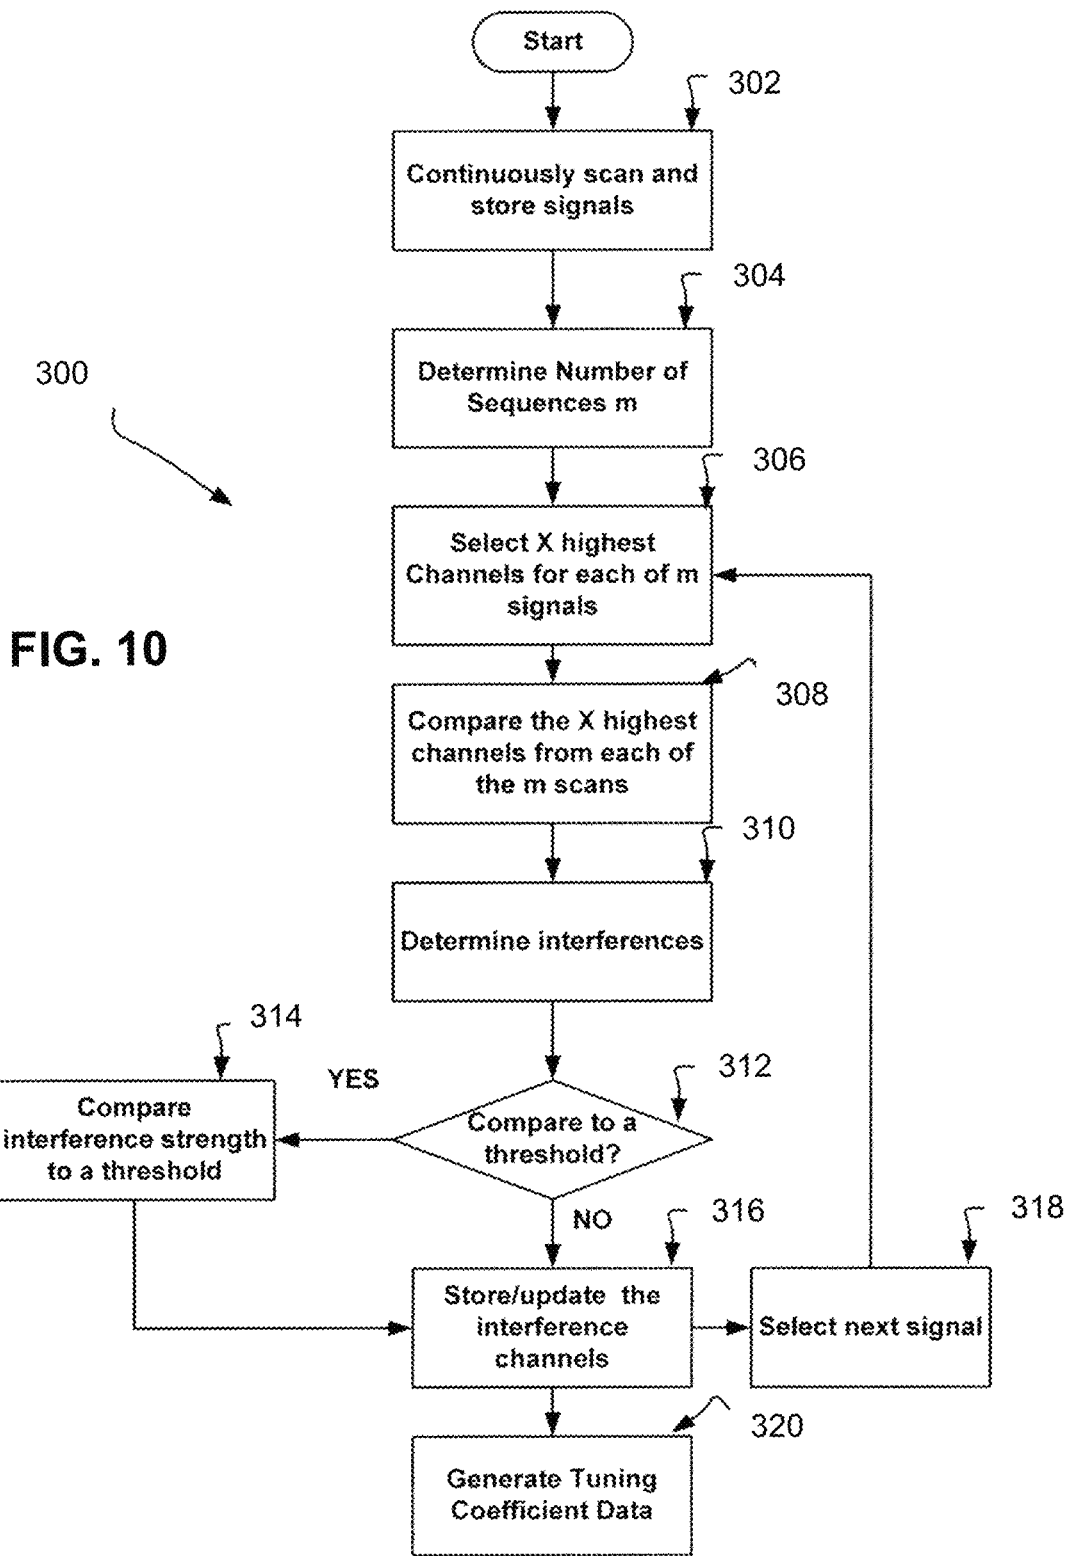 Start
302
Continuously scan and
store signals
304
Determine Number of
Sequences m
300
306
Select X highest
Channels for each of m
signals
FIG. 10
308
Compare the X highest
channels from each of
the m scans
310
Determine interferences
314
YES
312
Compare
interference strength
to a threshold
Compare to a
threshold?
NO
316
318
Store/update the
interference
channels
Select next signal
320
Generate Tuning
Coefficient Data